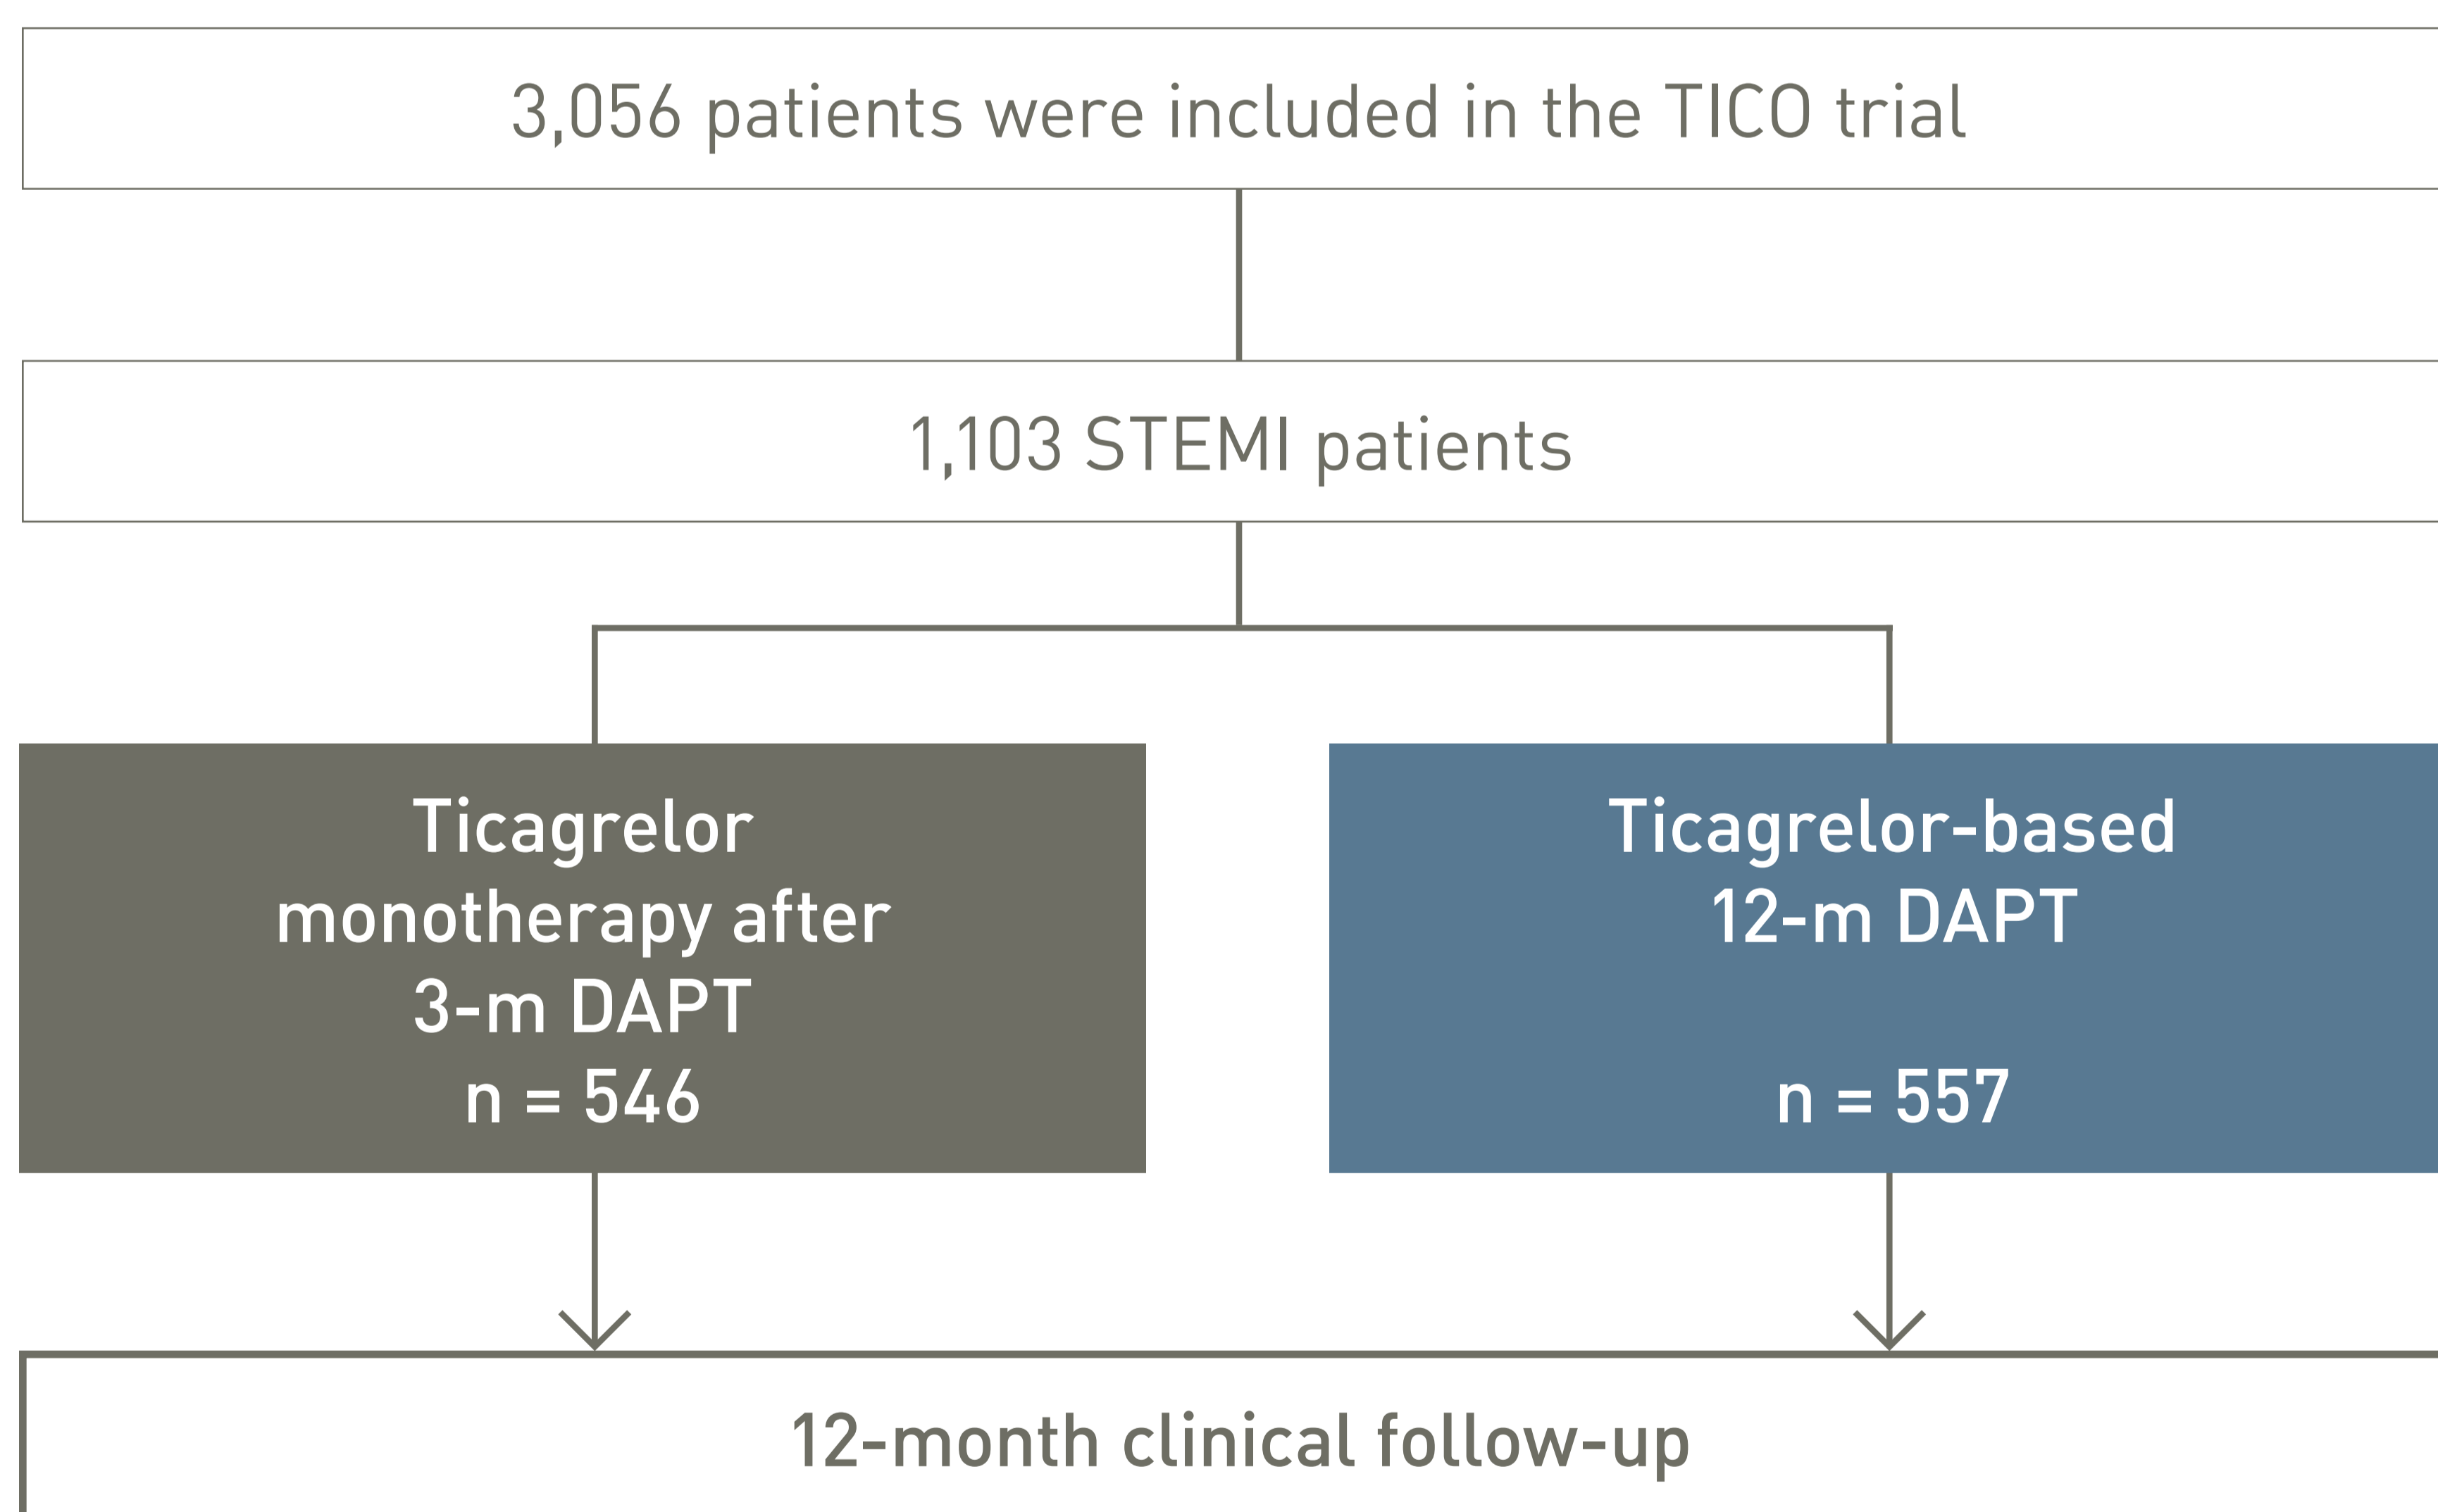 3,056 patients were included in the TICO trial
1,103 STEMI patients
Ticagrelor
monotherapy after
3-m DAPT
n = 546
Ticagrelor-based
12-m DAPT
n = 557
12-month clinical follow-up